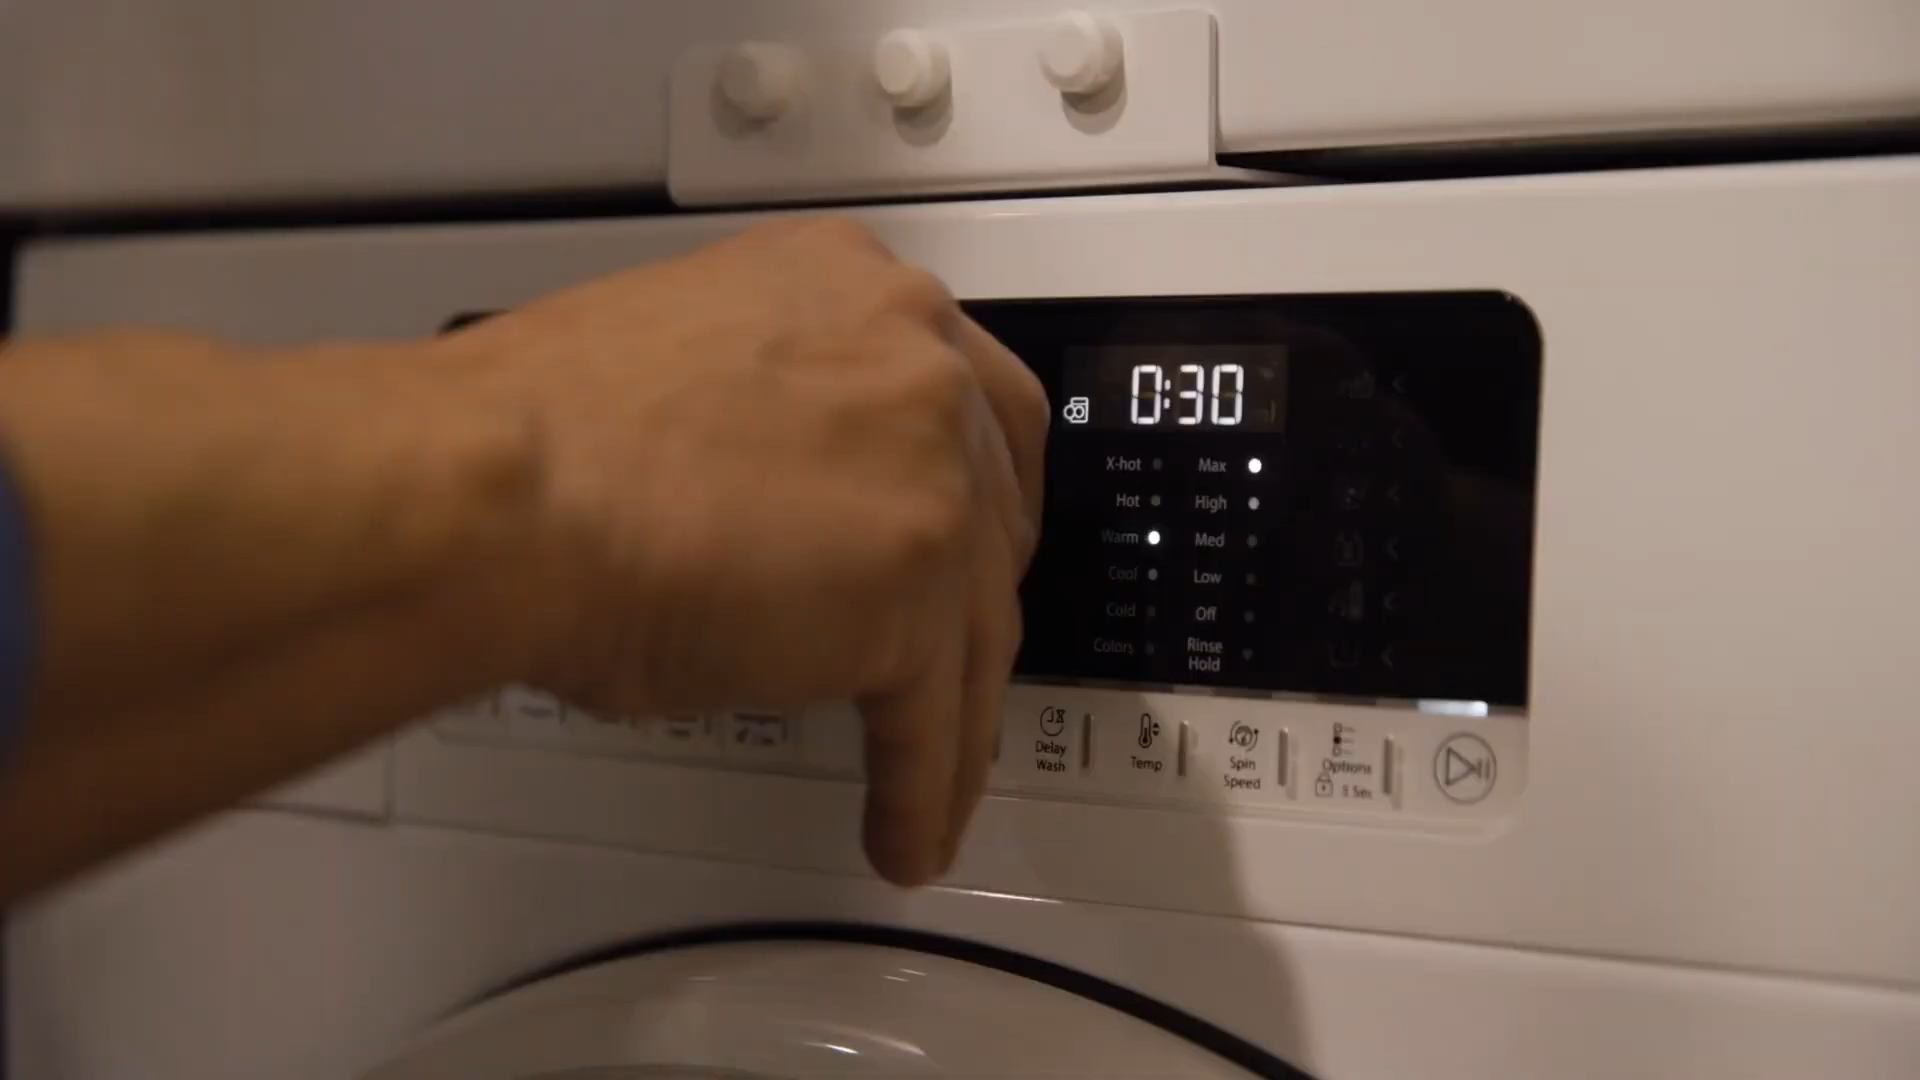 0:30
X-hot Max
Hot High
Warm Med
Cool Low
Cold Off
Colors Rinse
Hold
Delay
Wash
Temp
Spin
Speed
Options
3 Sec